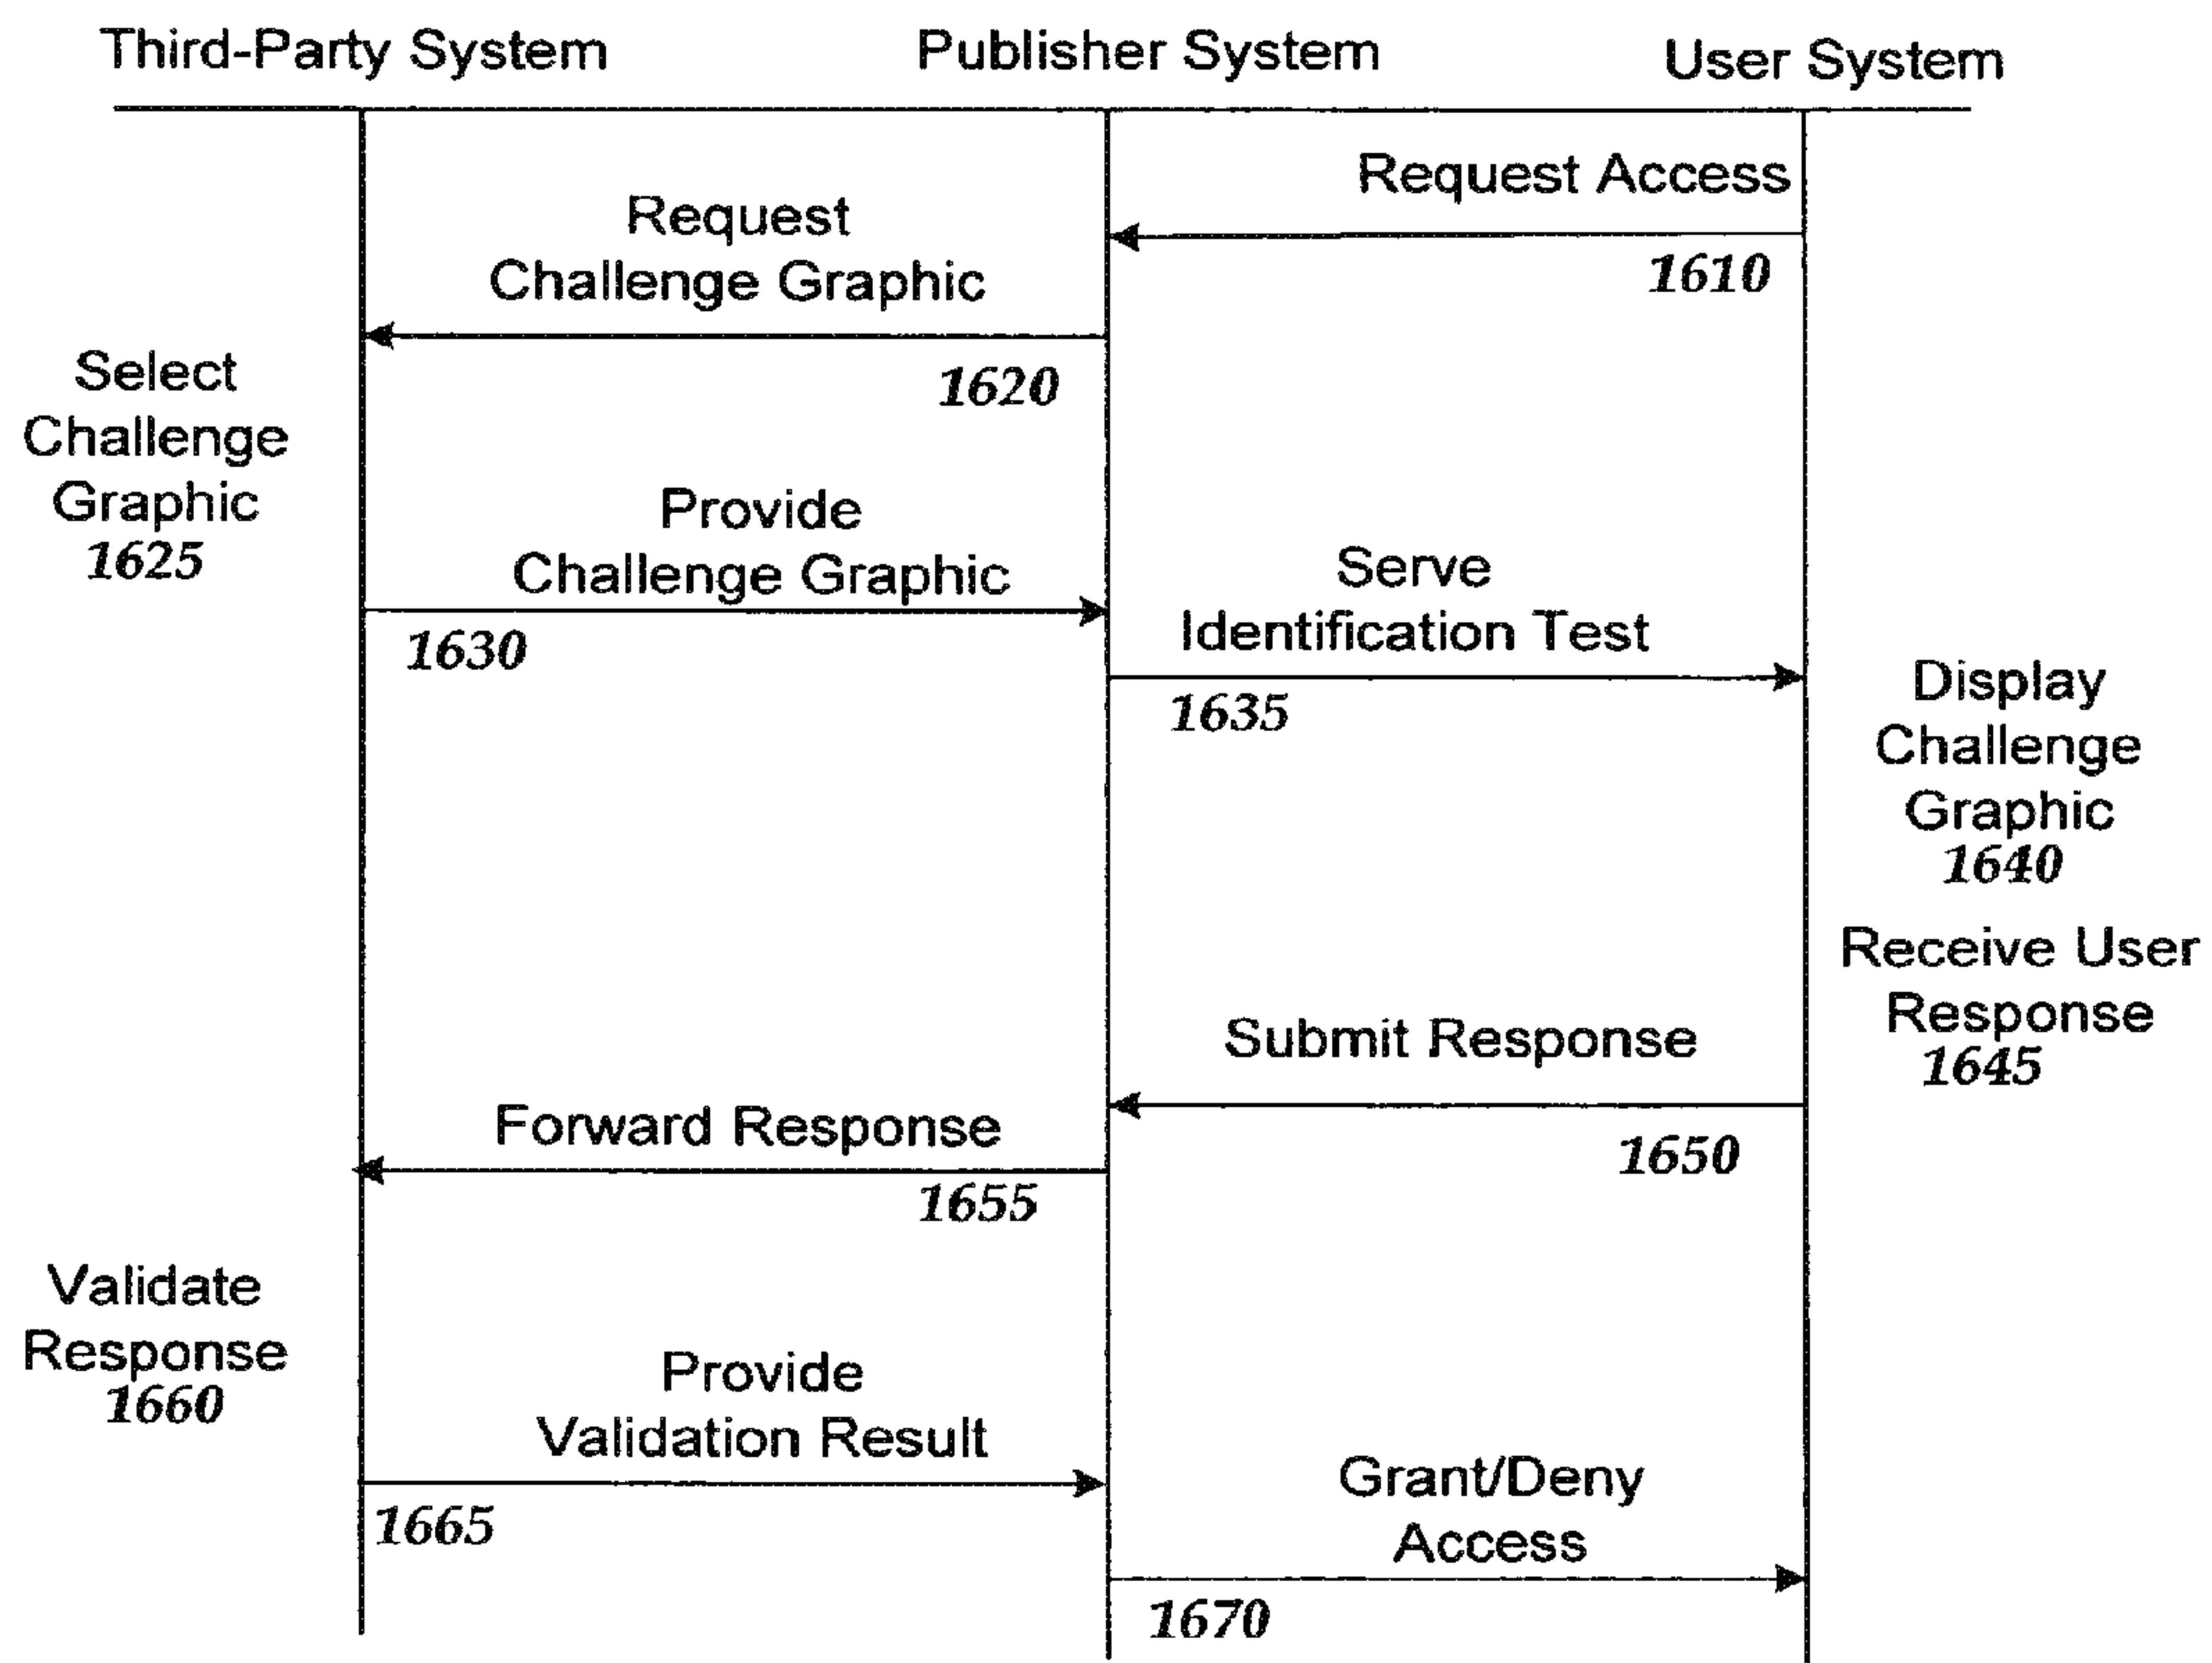 Third-Party System
Publisher System
User System
Request Access
1610
Request
Challenge Graphic
1620
Select
Challenge
Graphic
1625
Provide
Challenge Graphic
1630
Serve
Identification Test
1635
Display
Challenge
Graphic
1640
Receive User
Response
1645
Submit Response
1650
Forward Response
1655
Validate
Response
1660
Provide
Validation Result
1665
Grant/Deny
Access
1670